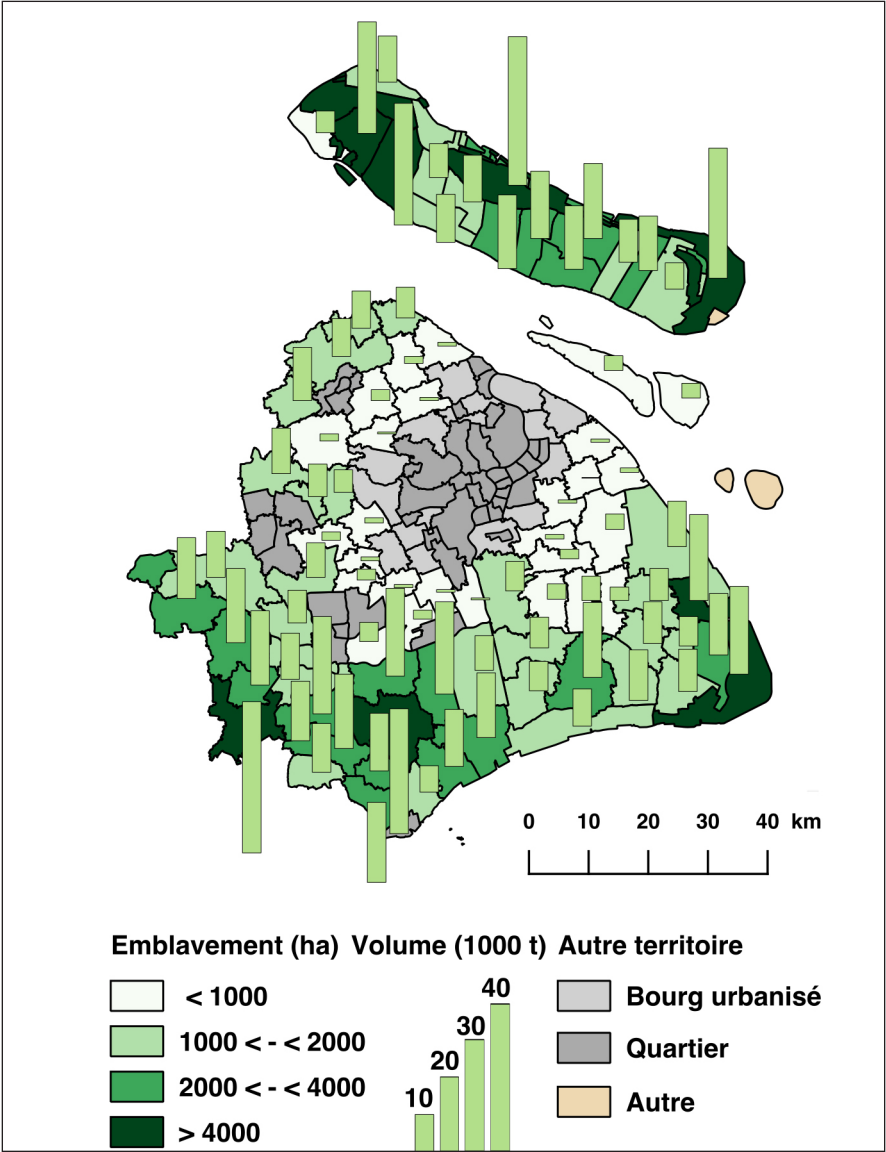 0 10 20 30 40 km
Emblavement (ha) Volume (1000 t) Autre territoire
< 1000
1000 < - < 2000
2000 < - < 4000
> 4000
10
20
30
40
Bourg urbanisé
Quartier
Autre